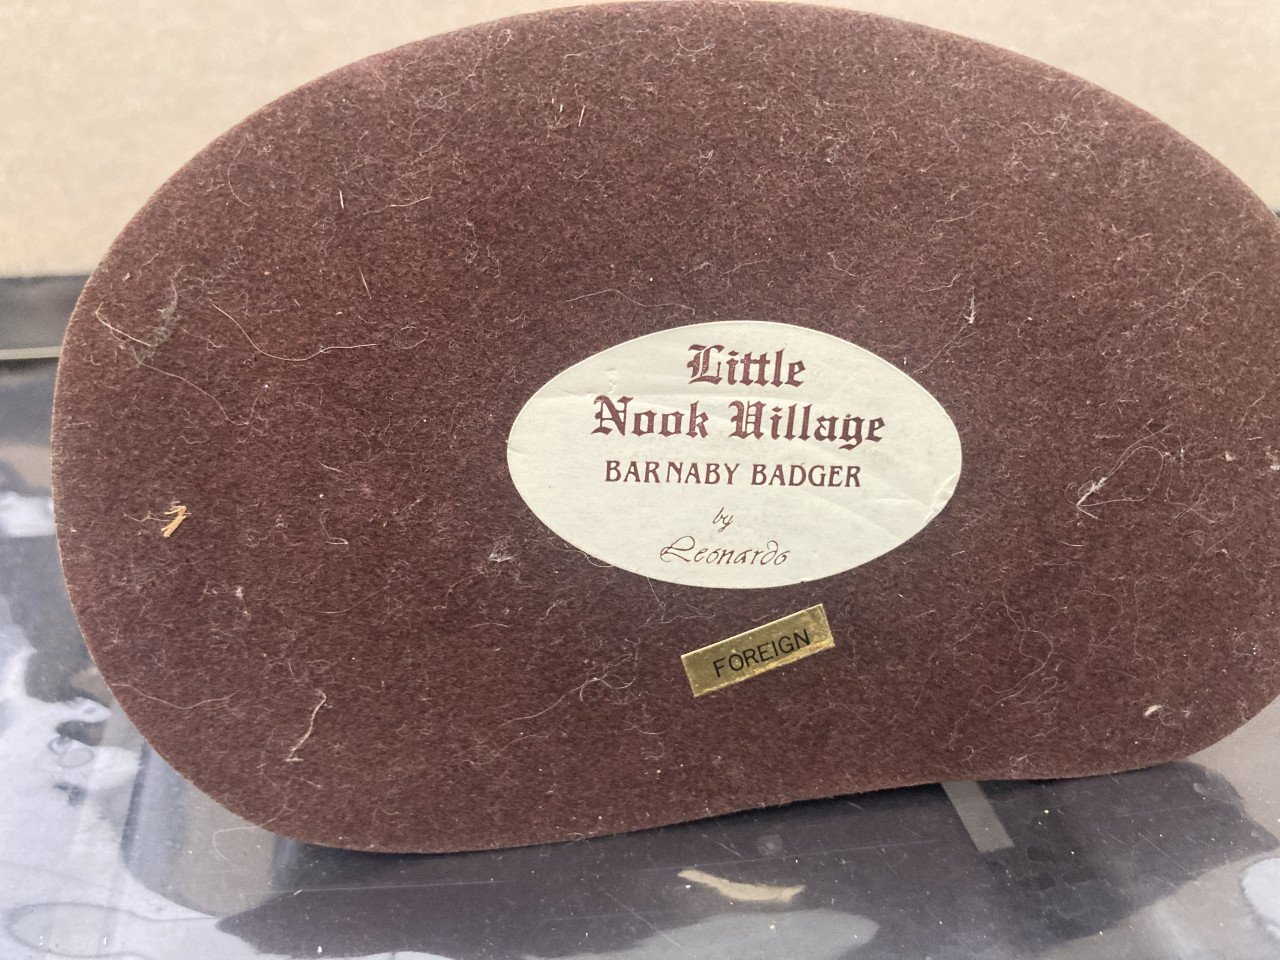 Little
Nook Village
BARNABY BADGER
by
Leonardo
FOREIGN